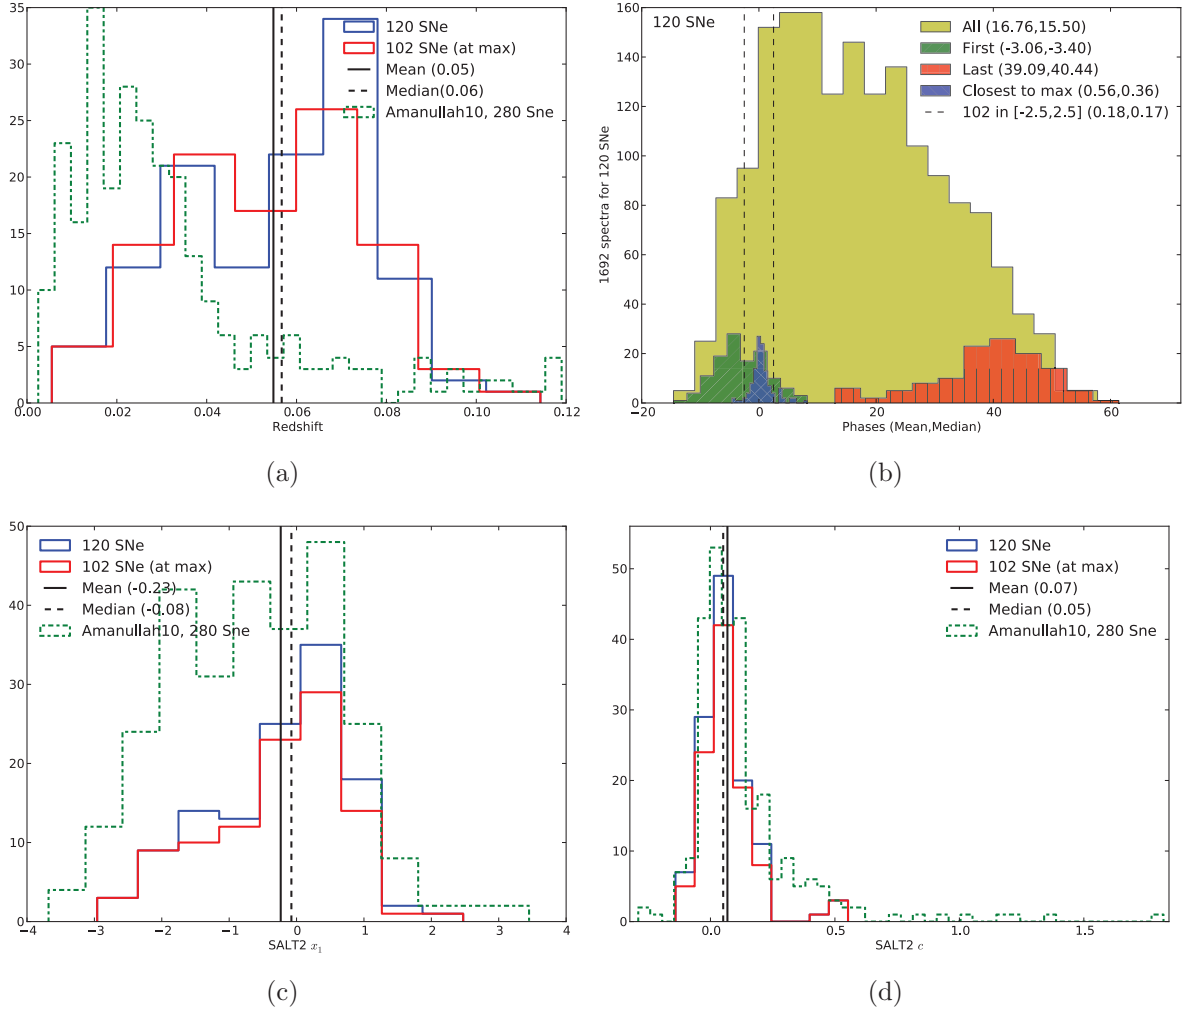 35
30
25
20
15
10
5
0
0.00
0.02
0.04
0.06
0.08
0.10
0.12
Redshift
120 SNe
102 SNe (at max)
Mean (0.05)
Median(0.06)
Amanullah10, 280 Sne
(a)
160
140
120
100
80
60
40
20
0
−20
0
20
40
60
1692 spectra for 120 SNe
Phases (Mean,Median)
120 SNe
All (16.76,15.50)
First (-3.06,-3.40)
Last (39.09,40.44)
Closest to max (0.56,0.36)
102 in [-2.5,2.5] (0.18,0.17)
(b)
50
40
30
20
10
0
−4
−3
−2
−1
0
1
2
3
4
SALT2 x1
120 SNe
102 SNe (at max)
Mean (-0.23)
Median (-0.08)
Amanullah10, 280 Sne
(c)
50
40
30
20
10
0
0.0
0.5
1.0
1.5
SALT2 c
120 SNe
102 SNe (at max)
Mean (0.07)
Median (0.05)
Amanullah10, 280 Sne
(d)